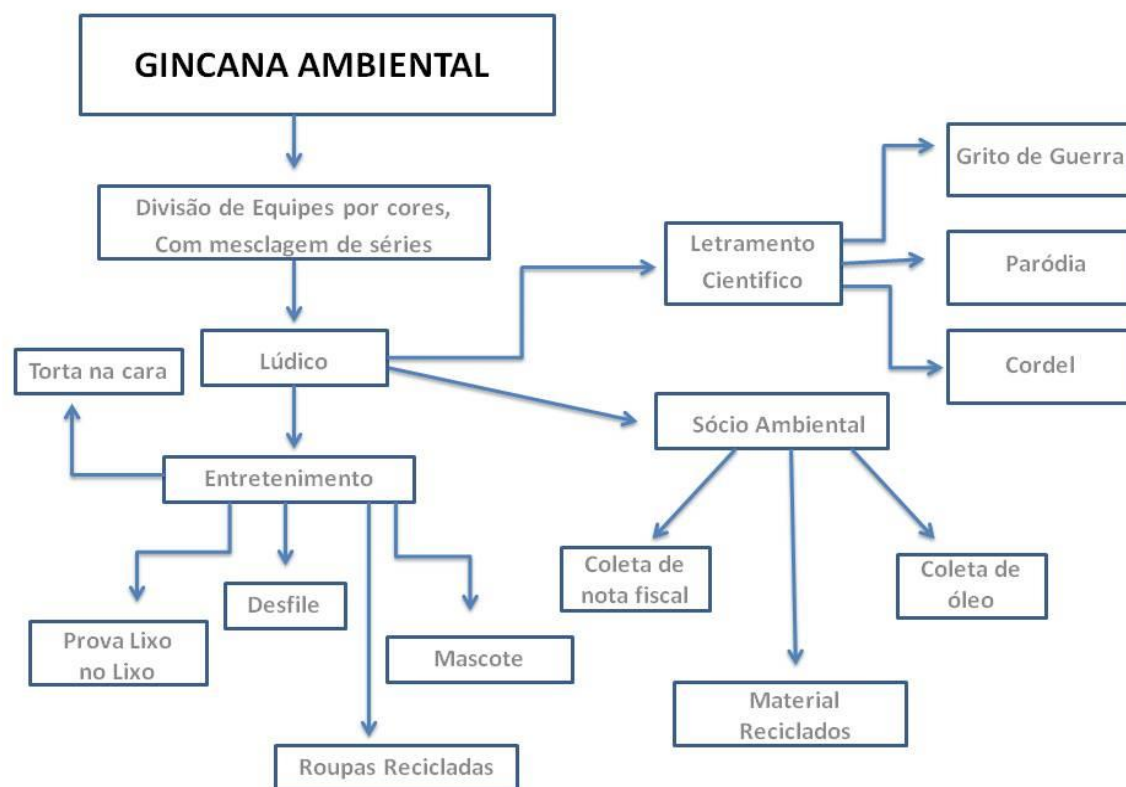 GINCANA AMBIENTAL
Divisão de Equipes por cores,
Com mesclagem de séries
Lúdico
Torta na cara
Entretenimento
Prova Lixo
no Lixo
Desfile
Mascote
Roupas Recicladas
Letramento
Cientifico
Grito de Guerra
Paródia
Cordel
Sócio Ambiental
Coleta de
nota fiscal
Material
Reciclados
Coleta de
óleo